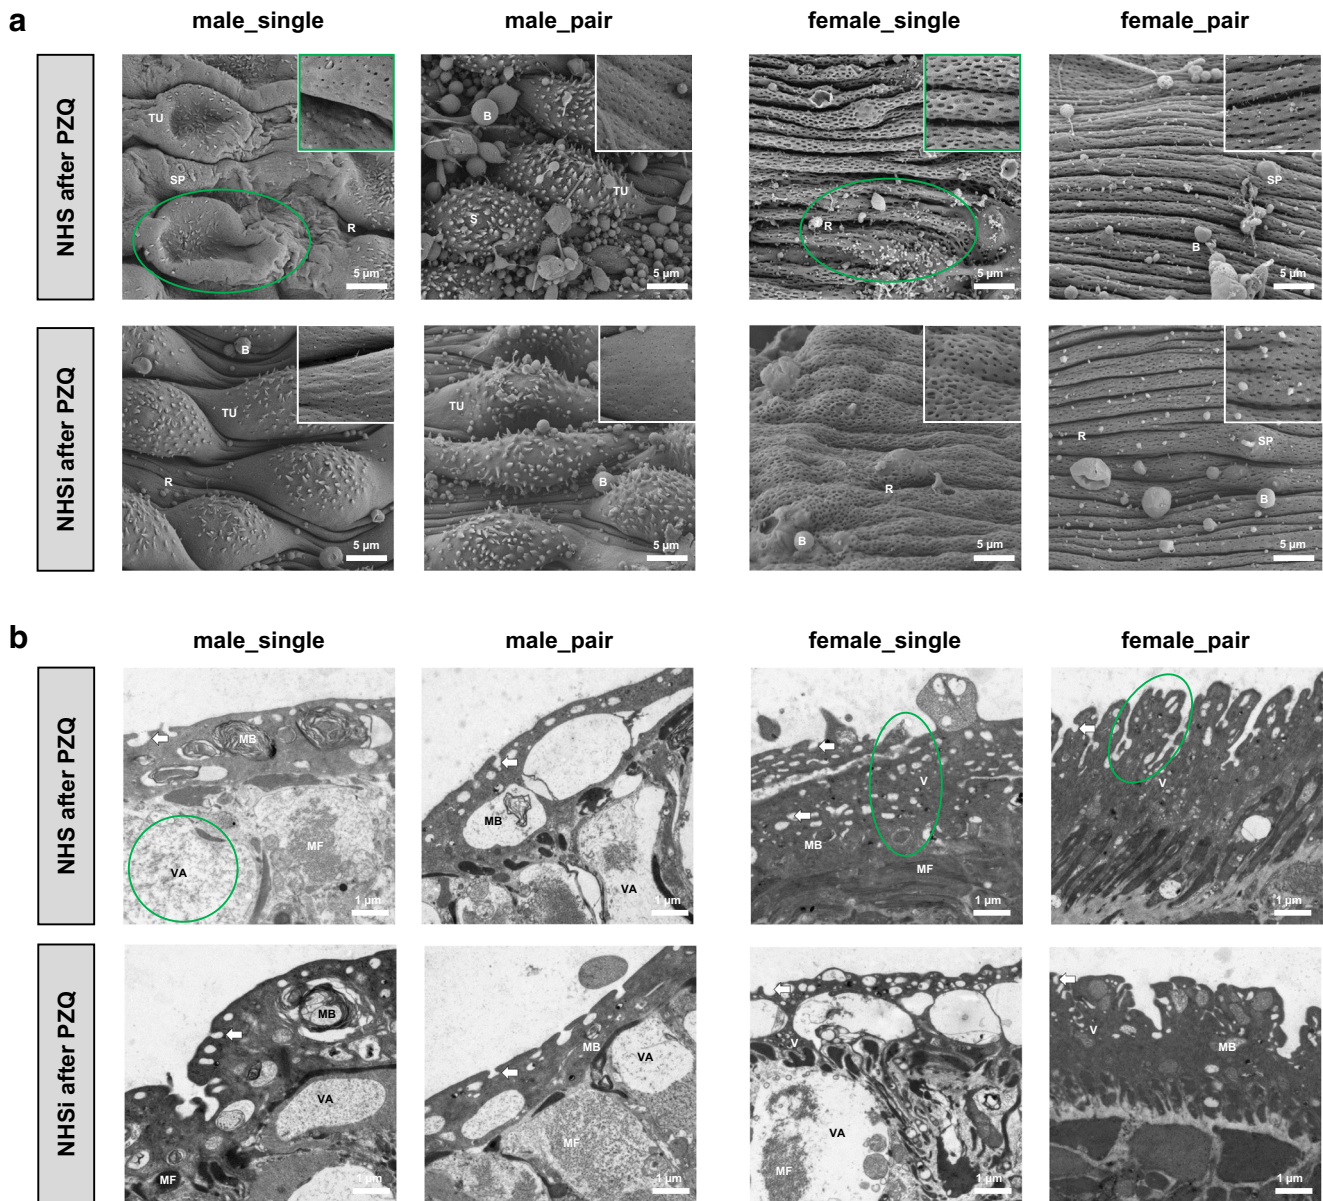 a
male_single male_pair female_single female_pair
NHS after PZQ
TU SP R 5 µm
B TU S 5 µm
R 5 µm
SP B 5 µm
NHSi after PZQ
B TU R 5 µm
TU B 5 µm
R B 5 µm
R SP B 5 µm
b
male_single male_pair female_single female_pair
NHS after PZQ
MB MF VA 1 µm
MB VA 1 µm
V MB MF 1 µm
V 1 µm
NHSi after PZQ
MB VA MF 1 µm
MB VA MF 1 µm
V VA MF 1 µm
V MB 1 µm